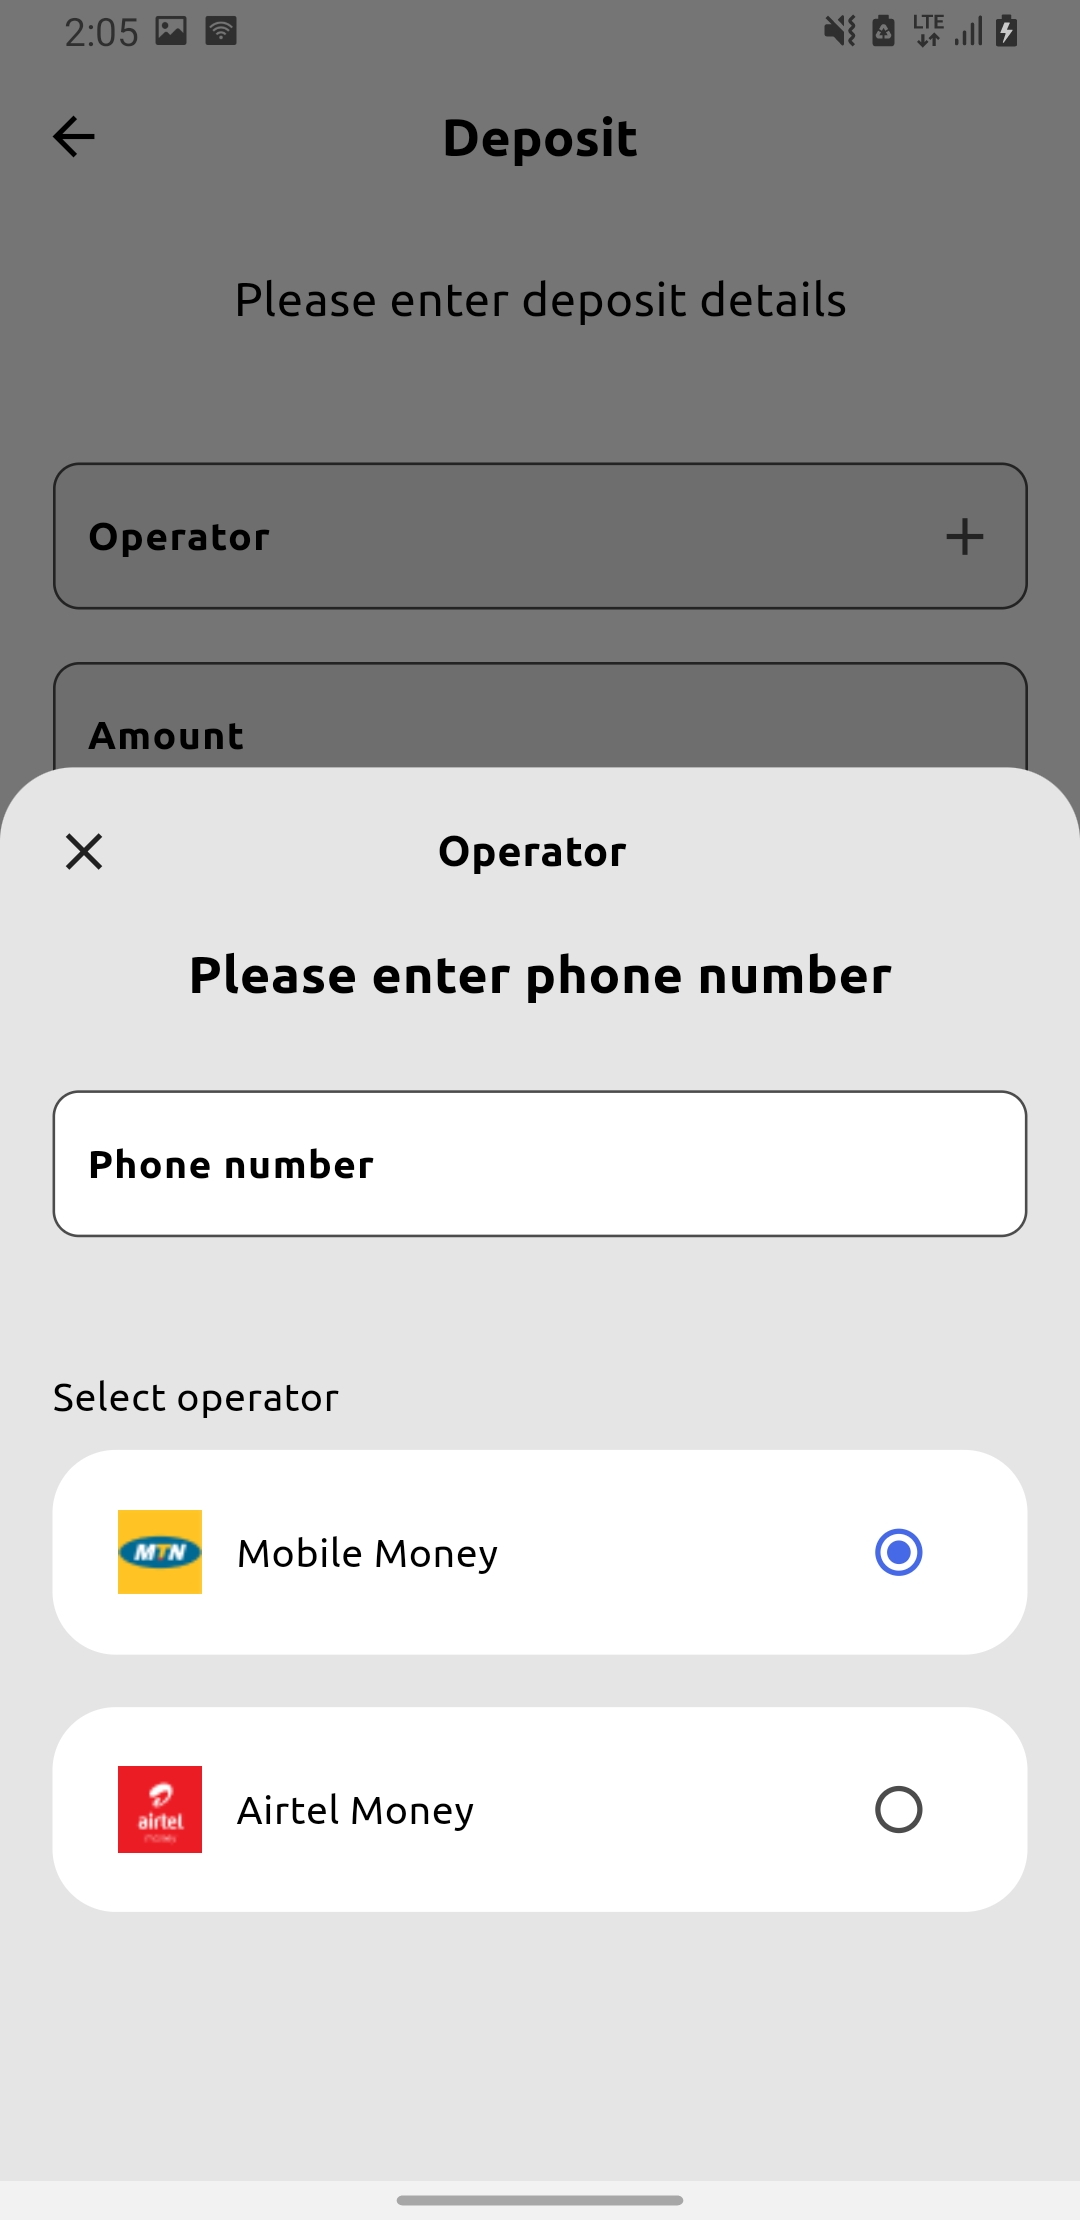 2:05 LTE
Deposit
Please enter deposit details
Operator
Amount
Operator
Please enter phone number
Phone number
Select operator
MTN Mobile Money
airtel
money
Airtel Money